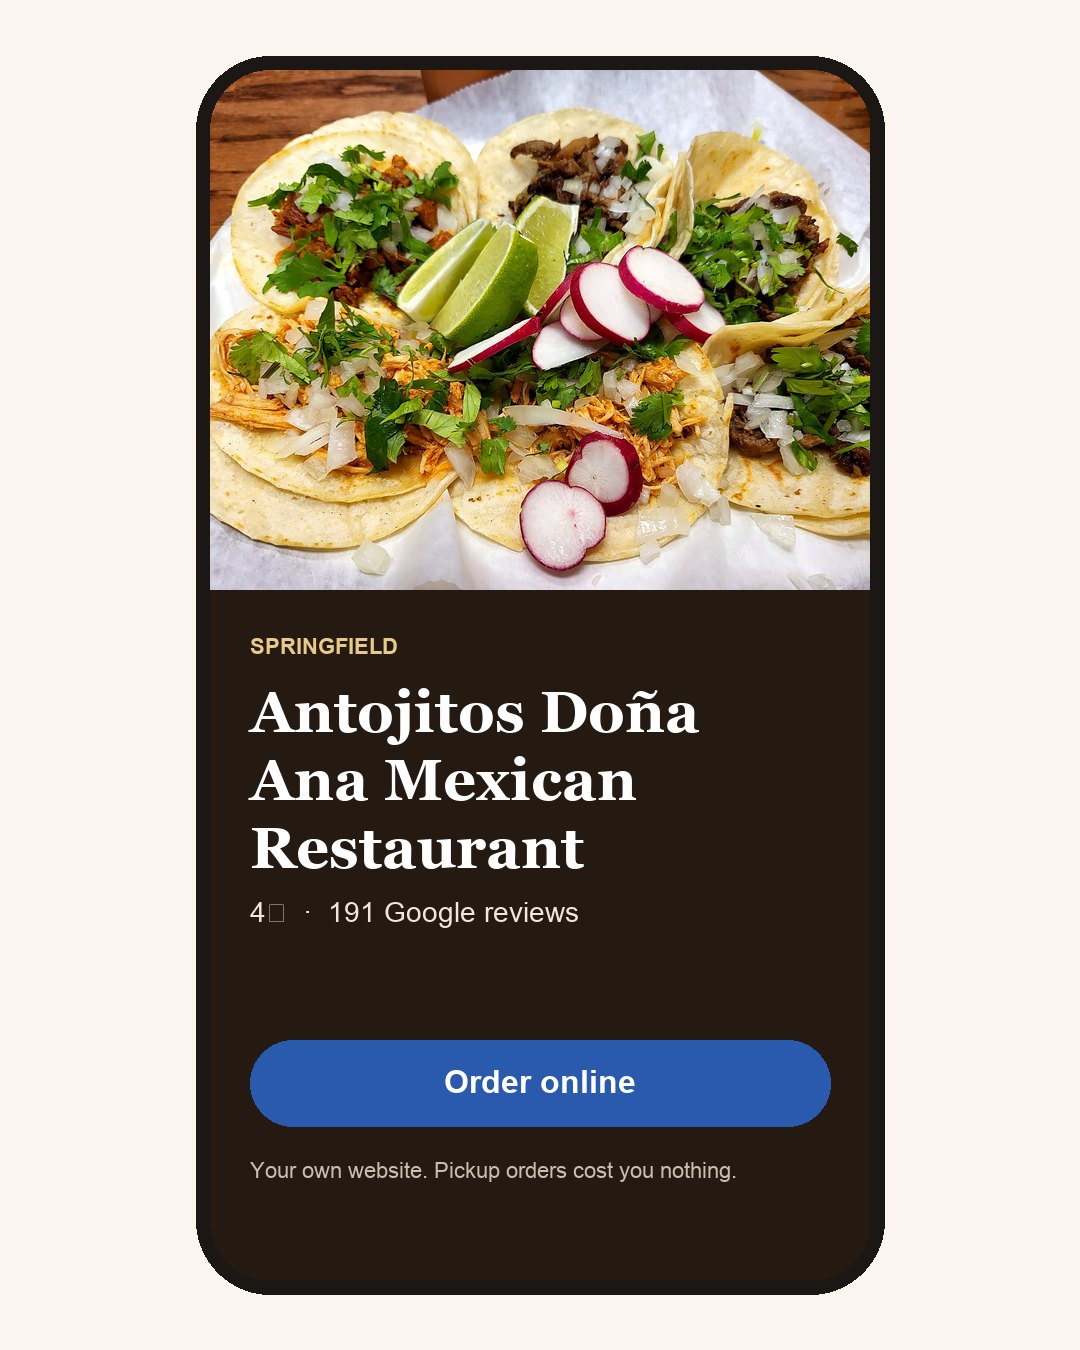 SPRINGFIELD
Antojitos Doña
Ana Mexican
Restaurant
4□ · 191 Google reviews
Order online
Your own website. Pickup orders cost you nothing.